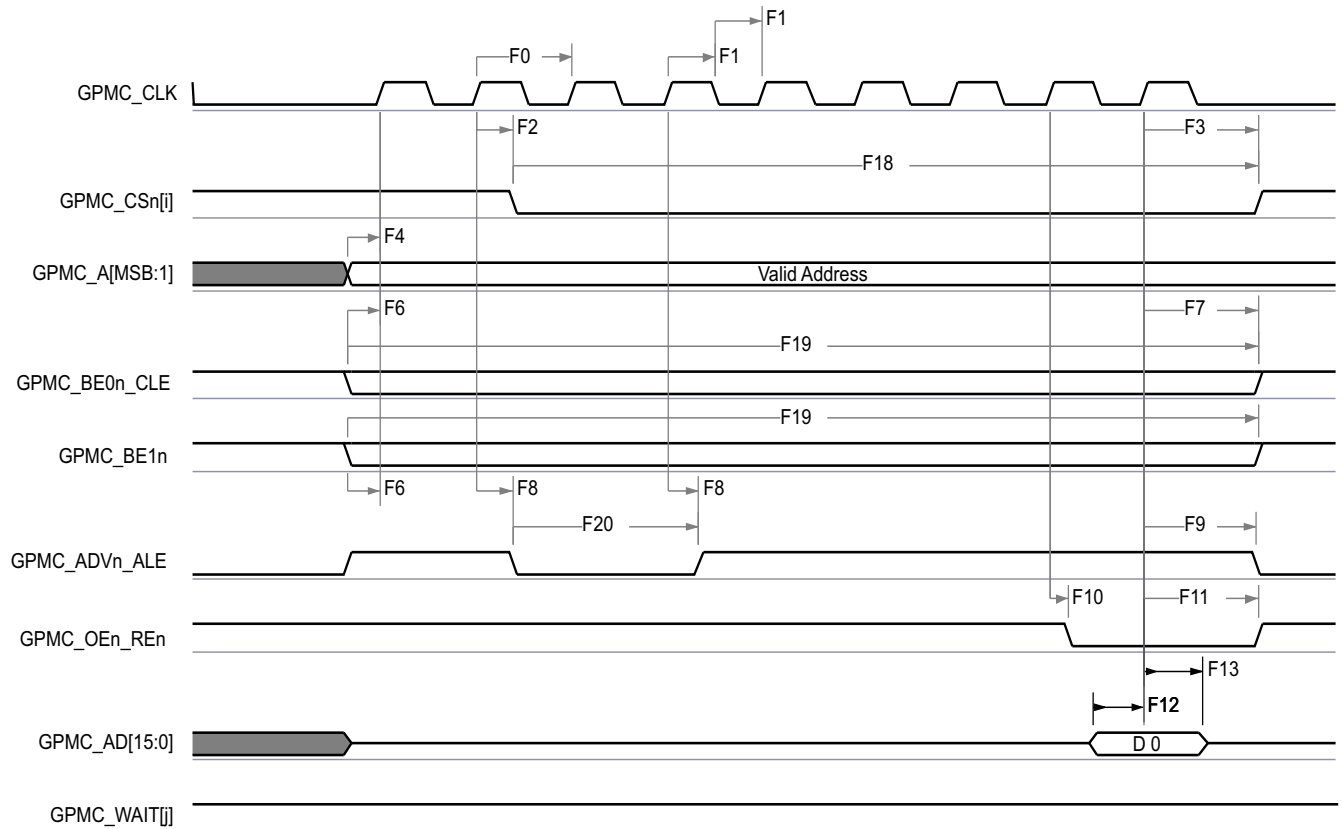 F1
F0
F1
GPMC_CLK
F2
F3
F18
GPMC_CSn[i]
F4
GPMC_A[MSB:1]
Valid Address
F6
F7
F19
GPMC_BE0n_CLE
F19
GPMC_BE1n
F6
F8
F8
F20
F9
GPMC_ADVn_ALE
F10
F11
GPMC_OEn_REn
F13
F12
GPMC_AD[15:0]
D 0
GPMC_WAIT[j]